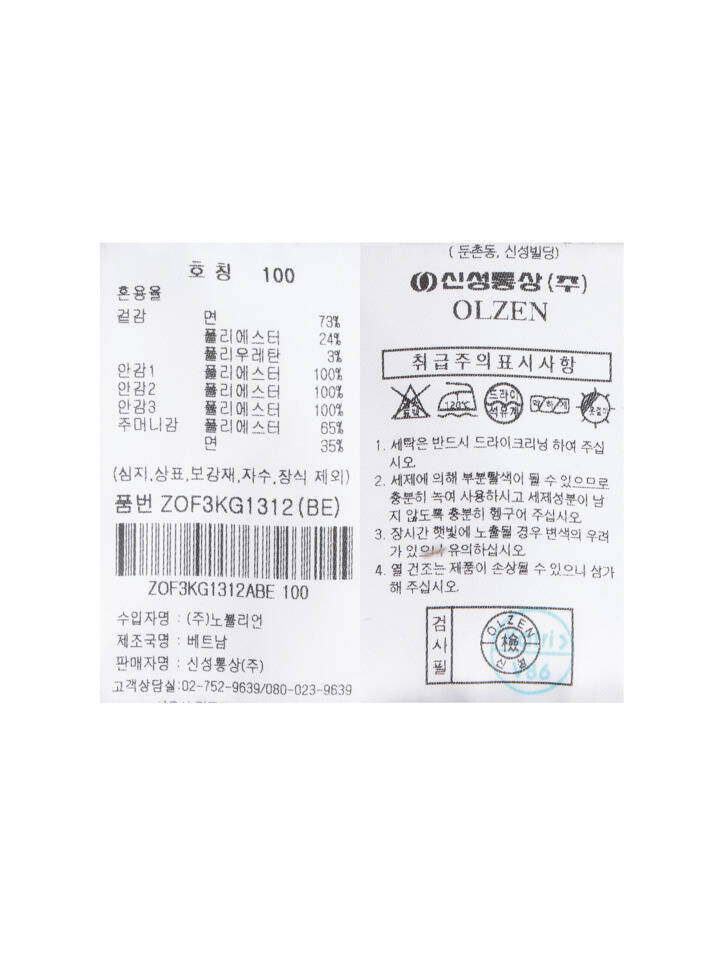 호칭 100
혼용율
겉감 면 73%
폴리에스터 24%
폴리우레탄 3%
안감1 폴리에스터 100%
안감2 폴리에스터 100%
안감3 폴리에스터 100%
주머니감 폴리에스터 65%
면 35%
(심지,상표,보강재,자수,장식 제외)
품번 ZOF3KG1312(BE)
ZOF3KG1312ABE 100
수입자명 : (주)노블리언
제조국명 : 베트남
판매자명 : 신성통상(주)
고객상담실:02-752-9639/080-023-9639
( 둔촌동, 신성빌딩)
신성통상(주)
OLZEN
취급주의표시사항
120℃
드라이
석유계
약하게
옷걸이
1. 세탁은 반드시 드라이크리닝 하여 주십
시오.
2. 세제에 의해 부분탈색이 될 수 있으므로
충분히 녹여 사용하시고 세제성분이 남
지 않도록 충분히 헹구어 주십시오.
3. 장시간 햇빛에 노출될 경우 변색의 우려
가 있으니 유의하십시오.
4. 열 건조는 제품이 손상될 수 있으니 삼가
해 주십시오.
검사필
OLZEN
檢